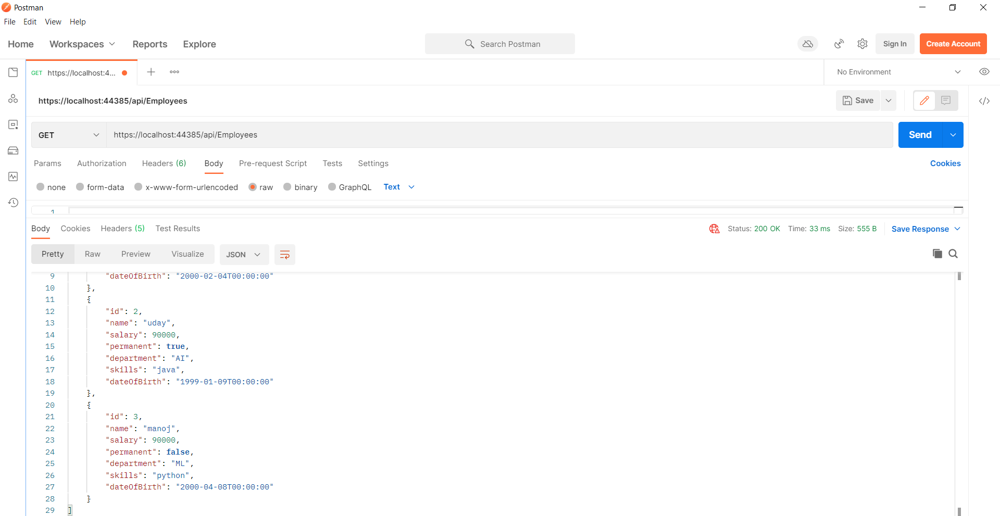 Postman
File Edit View Help
Home Workspaces Reports Explore Search Postman Sign In Create Account
GET https://localhost:4... No Environment
https://localhost:44385/api/Employees Save
GET https://localhost:44385/api/Employees Send
Params Authorization Headers (6) Body Pre-request Script Tests Settings Cookies
none form-data x-www-form-urlencoded raw binary GraphQL Text
1
Body Cookies Headers (5) Test Results Status: 200 OK Time: 33 ms Size: 555 B Save Response
Pretty Raw Preview Visualize JSON
9 "dateOfBirth": "2000-02-04T00:00:00"
10 },
11 {
12 "id": 2,
13 "name": "uday",
14 "salary": 90000,
15 "permanent": true,
16 "department": "AI",
17 "skills": "java",
18 "dateOfBirth": "1999-01-09T00:00:00"
19 },
20 {
21 "id": 3,
22 "name": "manoj",
23 "salary": 90000,
24 "permanent": false,
25 "department": "ML",
26 "skills": "python",
27 "dateOfBirth": "2000-04-08T00:00:00"
28 }
29 ]